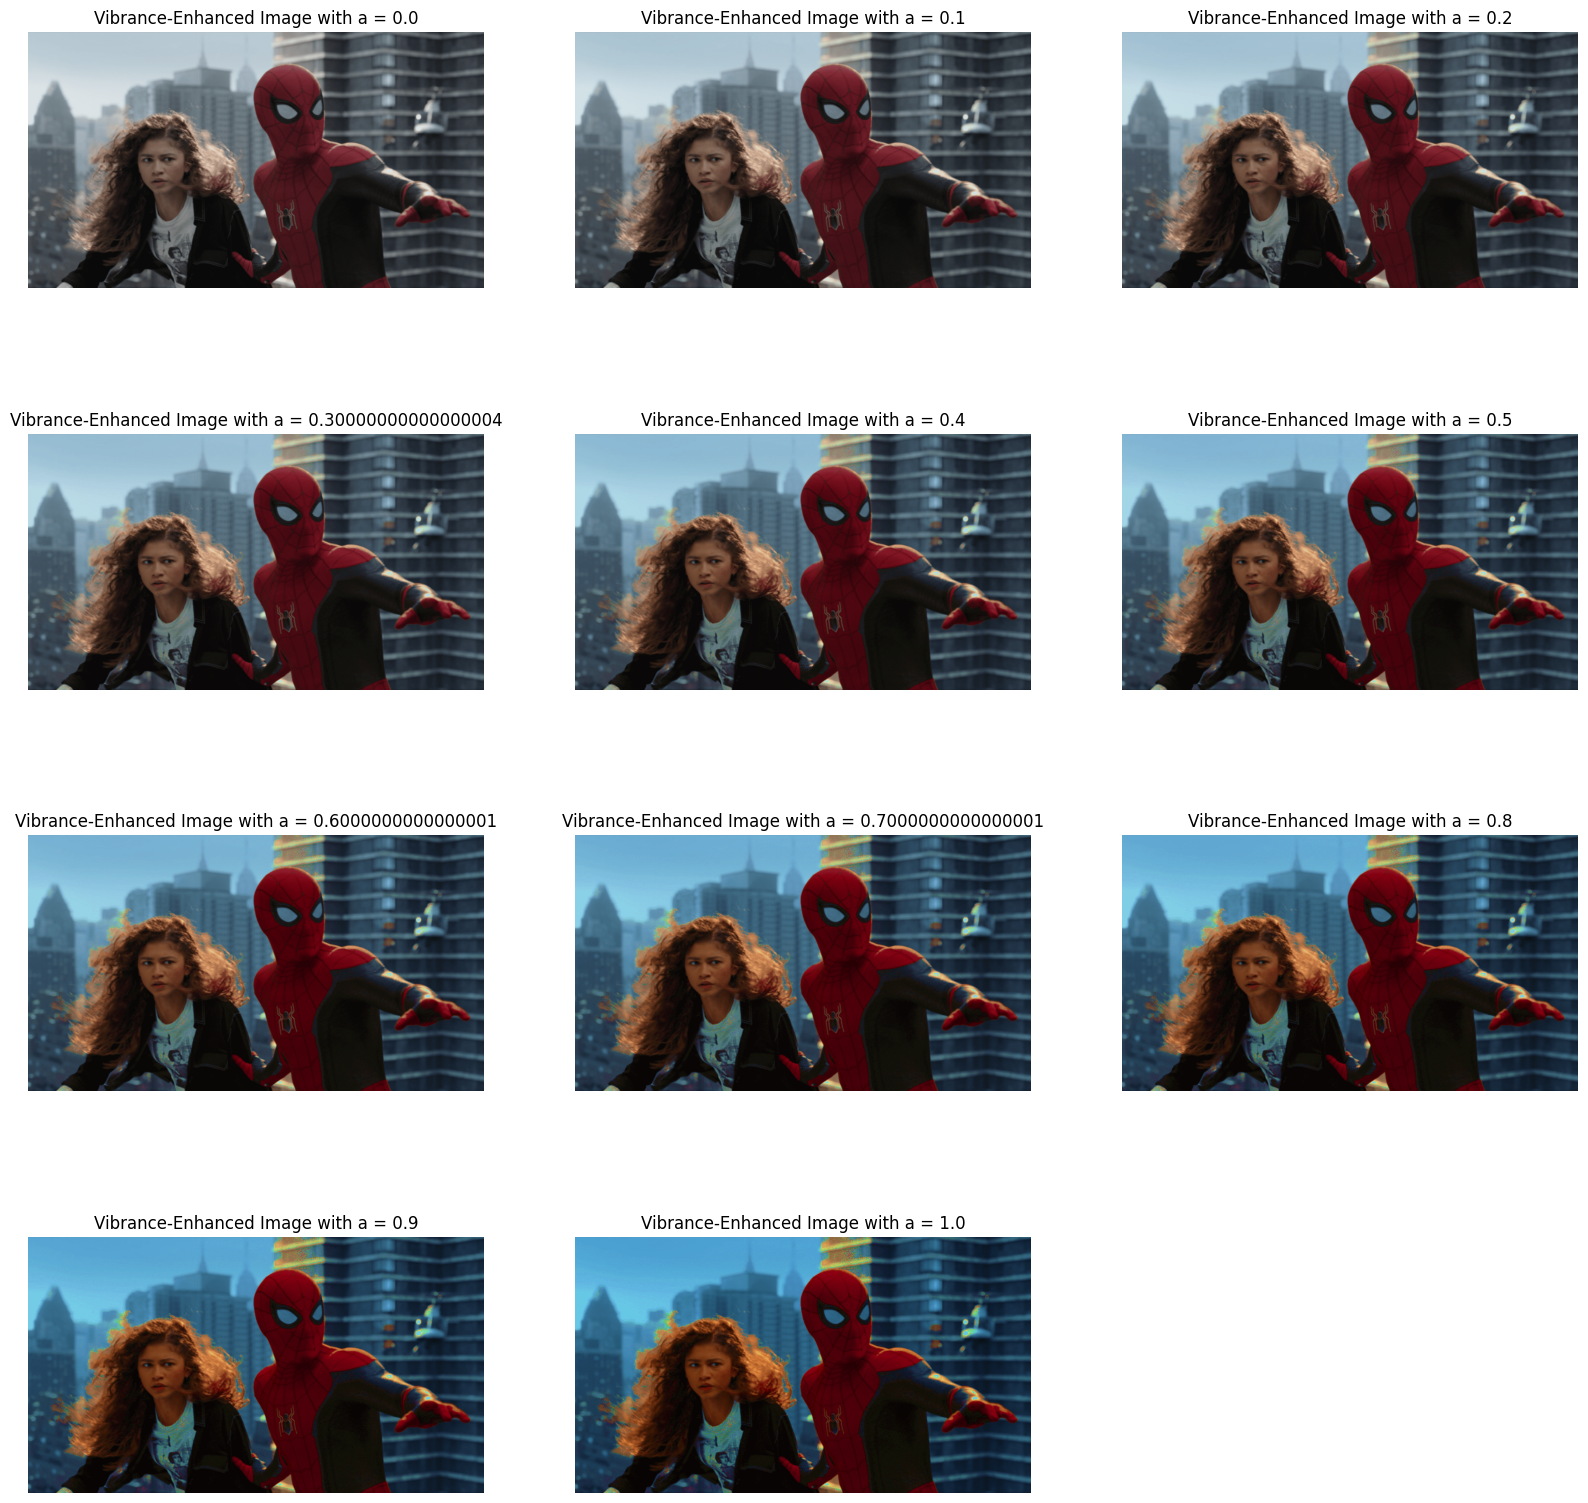 Vibrance-Enhanced Image with a = 0.0
Vibrance-Enhanced Image with a = 0.1
Vibrance-Enhanced Image with a = 0.2
Vibrance-Enhanced Image with a = 0.30000000000000004
Vibrance-Enhanced Image with a = 0.4
Vibrance-Enhanced Image with a = 0.5
Vibrance-Enhanced Image with a = 0.6000000000000001
Vibrance-Enhanced Image with a = 0.7000000000000001
Vibrance-Enhanced Image with a = 0.8
Vibrance-Enhanced Image with a = 0.9
Vibrance-Enhanced Image with a = 1.0